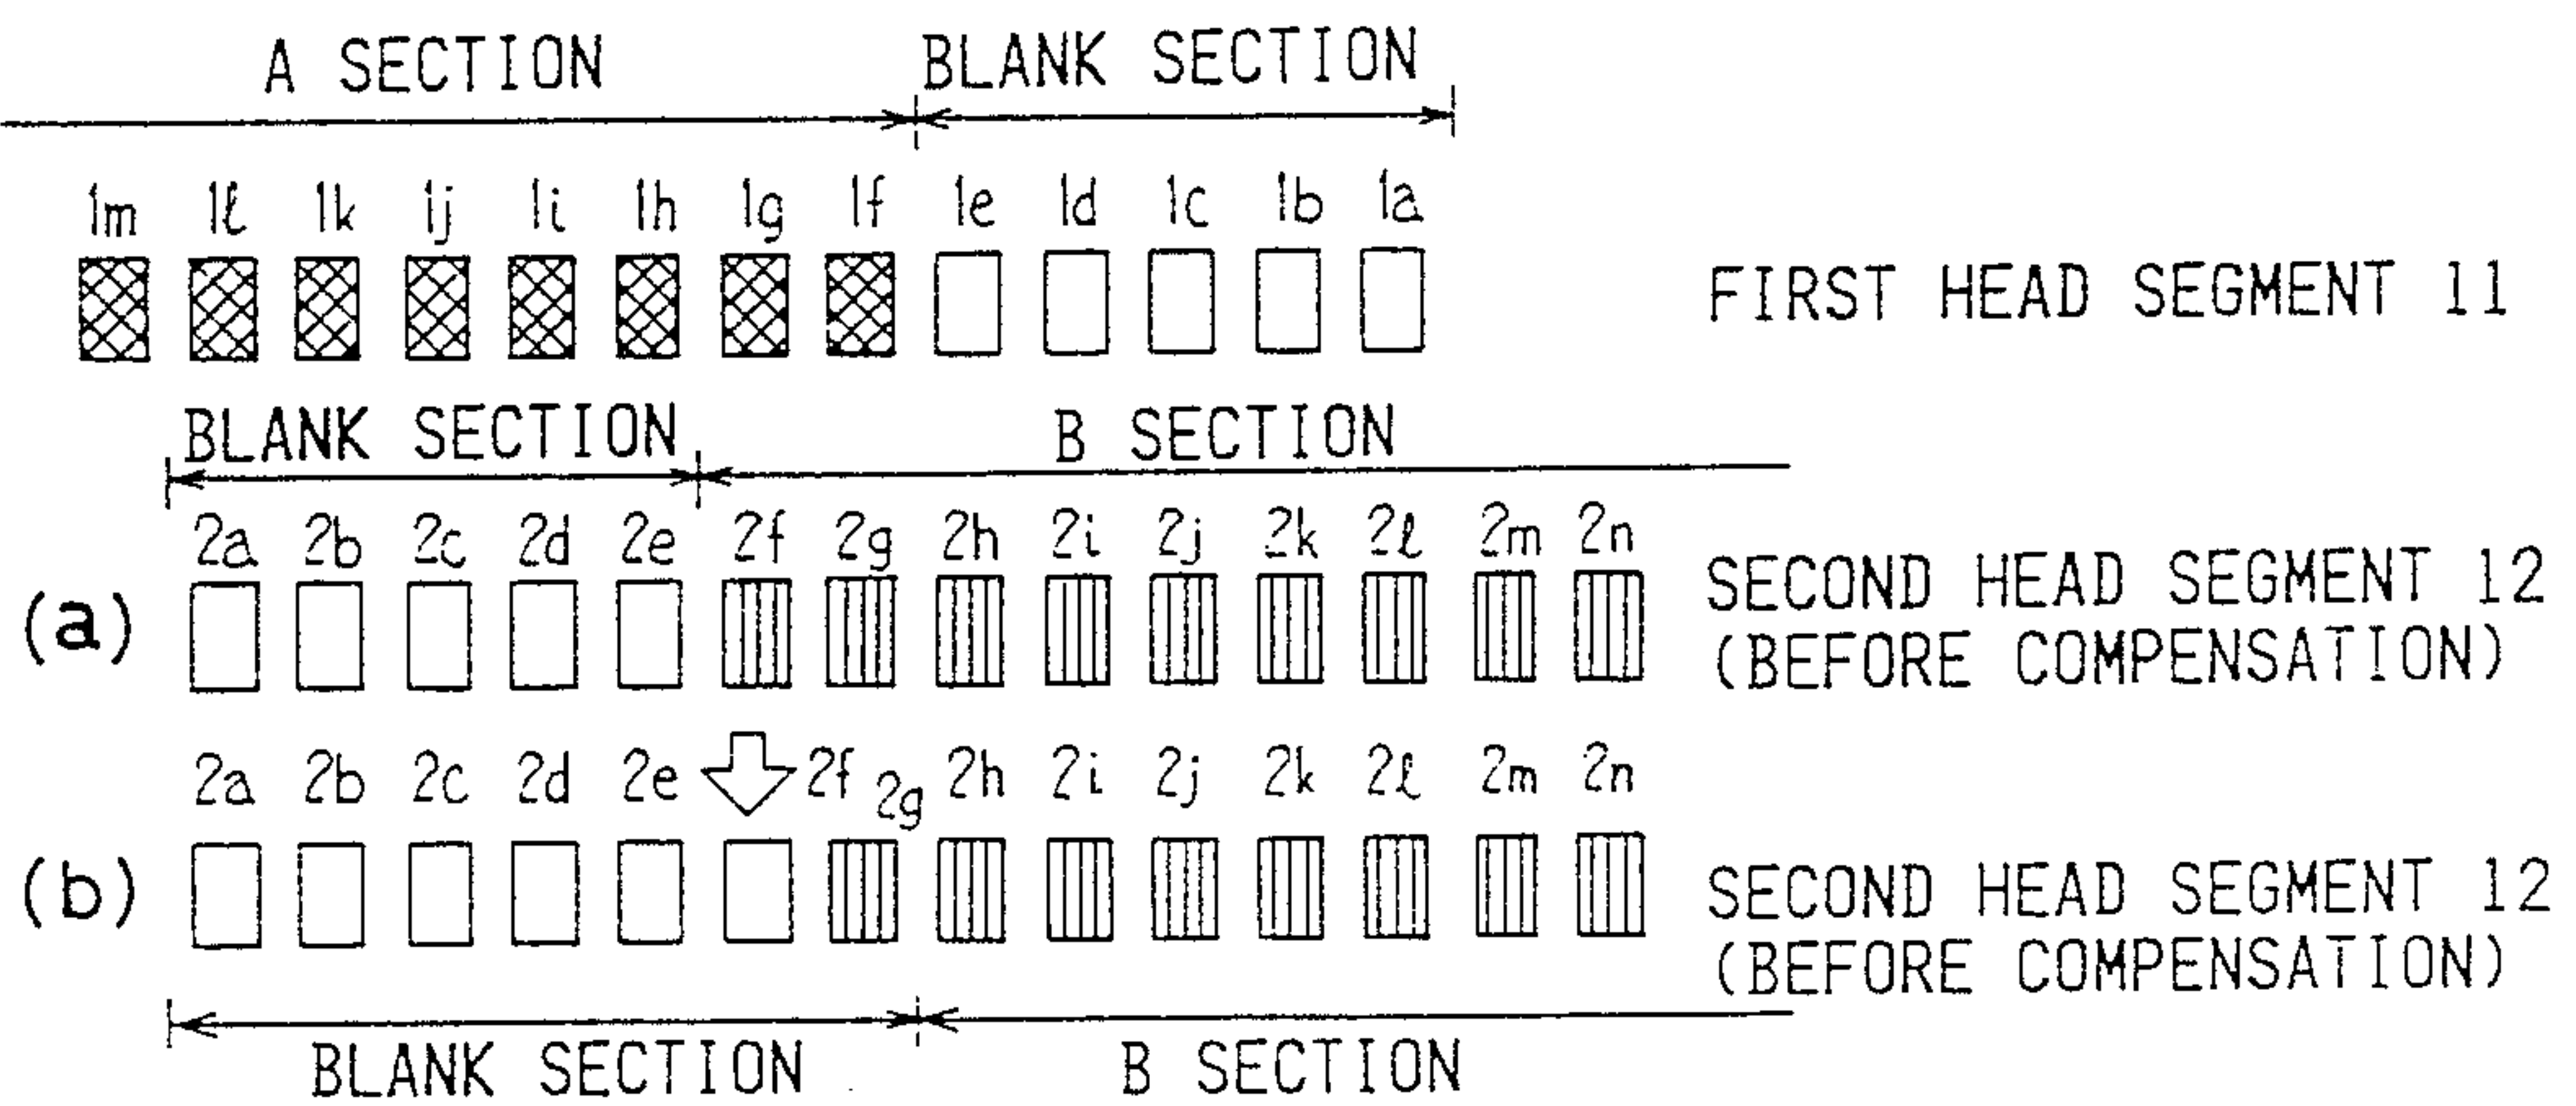 A SECTION BLANK SECTION
1m 1ℓ 1k 1j 1i 1h 1g 1f 1e 1d 1c 1b 1a
FIRST HEAD SEGMENT 11
BLANK SECTION B SECTION
2a 2b 2c 2d 2e 2f 2g 2h 2i 2j 2k 2ℓ 2m 2n
(a) SECOND HEAD SEGMENT 12
(BEFORE COMPENSATION)
2a 2b 2c 2d 2e 2f 2g 2h 2i 2j 2k 2ℓ 2m 2n
(b) SECOND HEAD SEGMENT 12
(BEFORE COMPENSATION)
BLANK SECTION B SECTION